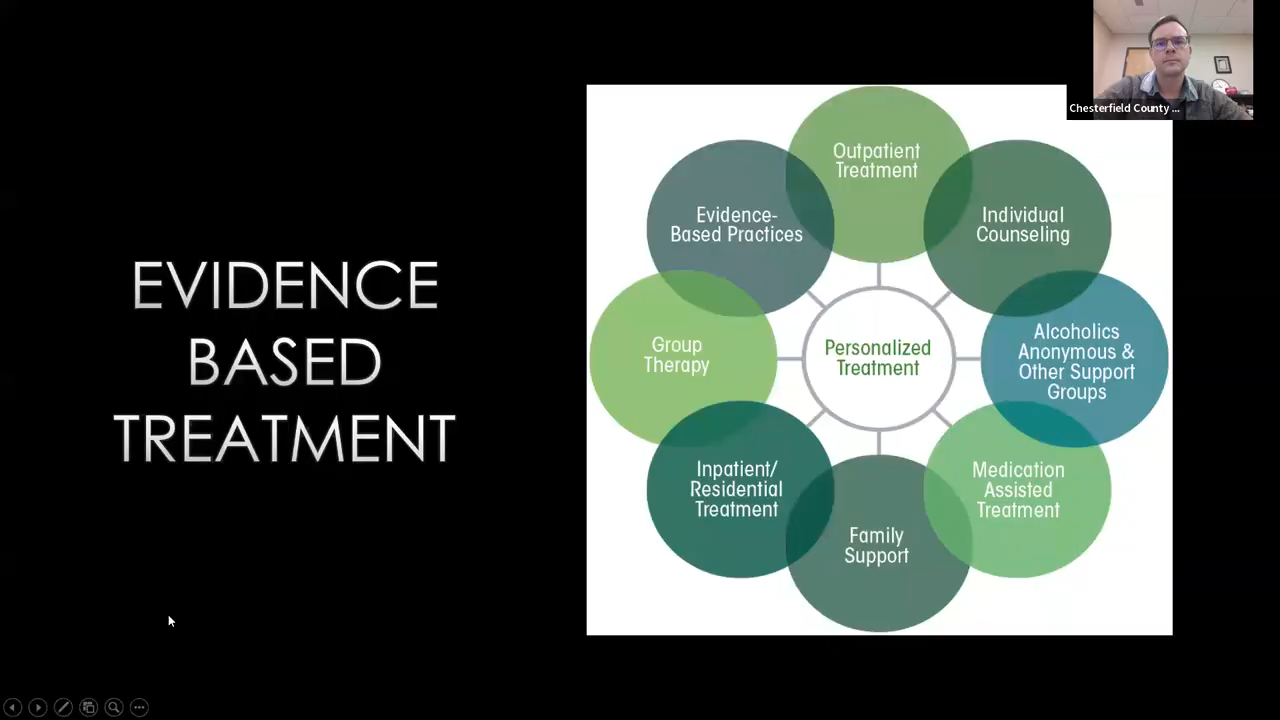 EVIDENCE
BASED
TREATMENT
Outpatient
Treatment
Individual
Counseling
Alcoholics
Anonymous &
Other Support
Groups
Medication
Assisted
Treatment
Family
Support
Inpatient/
Residential
Treatment
Group
Therapy
Evidence-
Based Practices
Personalized
Treatment
Chesterfield County ...